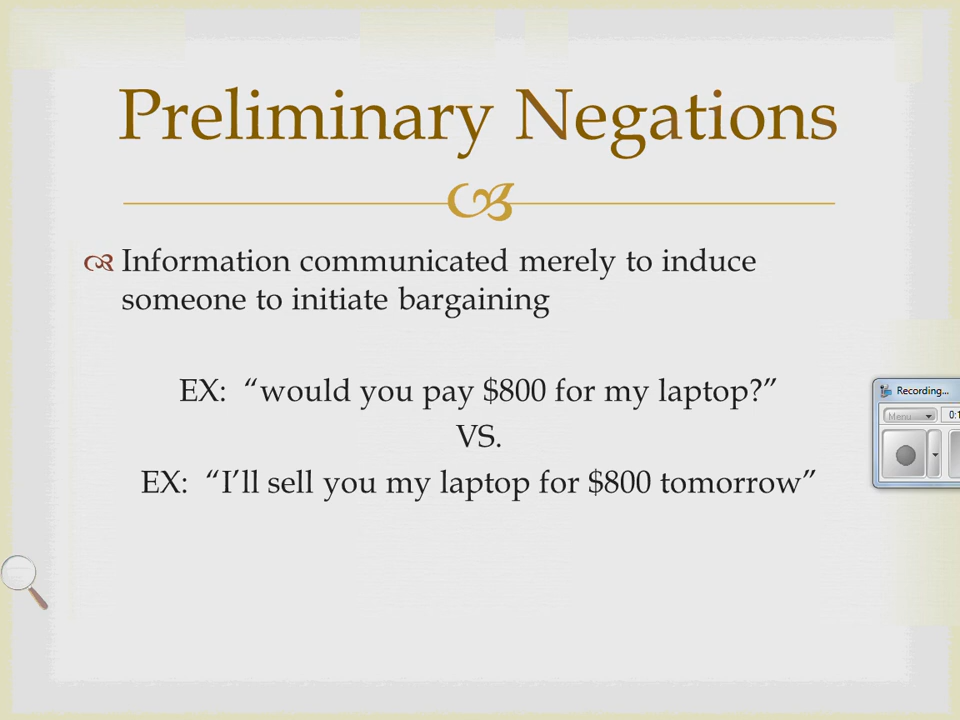 Preliminary Negations
Information communicated merely to induce
someone to initiate bargaining
EX: “would you pay $800 for my laptop?”
VS.
EX: “I’ll sell you my laptop for $800 tomorrow”
Recording...
Menu